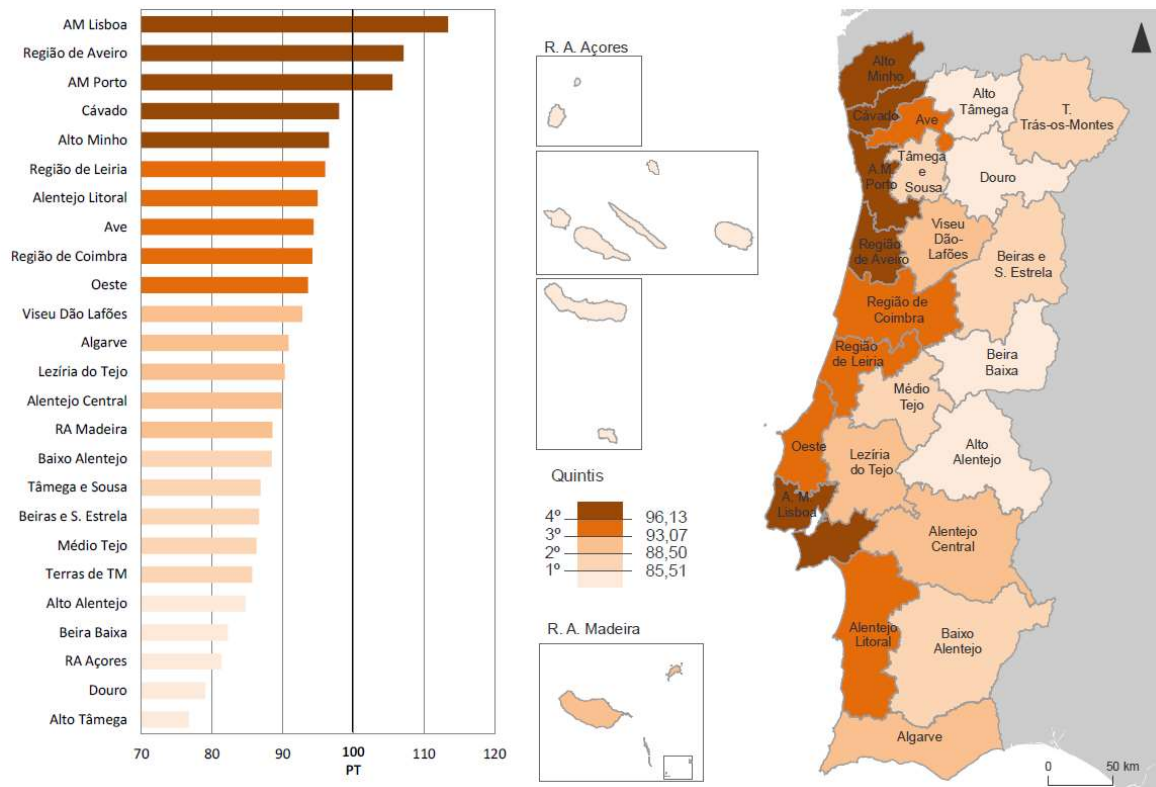 AM Lisboa
Região de Aveiro
AM Porto
Cávado
Alto Minho
Região de Leiria
Alentejo Litoral
Ave
Região de Coimbra
Oeste
Viseu Dão Lafões
Algarve
Lezíria do Tejo
Alentejo Central
RA Madeira
Baixo Alentejo
Tâmega e Sousa
Beiras e S. Estrela
Médio Tejo
Terras de TM
Alto Alentejo
Beira Baixa
RA Açores
Douro
Alto Tâmega
70 80 90 100 110 120
PT
R. A. Açores
Quintis
4º 96,13
3º 93,07
2º 88,50
1º 85,51
R. A. Madeira
Alto
Minho
Cávado
Ave
Alto
Tâmega
T.
Trás-os-Montes
A.M.
Porto
Tâmega
e
Sousa
Douro
Região
de Aveiro
Viseu
Dão-
Lafões
Beiras e
S. Estrela
Região de
Coimbra
Região
de Leiria
Beira
Baixa
Médio
Tejo
Oeste
Lezíria
do Tejo
Alto
Alentejo
A. M.
Lisboa
Alentejo
Central
Alentejo
Litoral
Baixo
Alentejo
Algarve
0 50 km